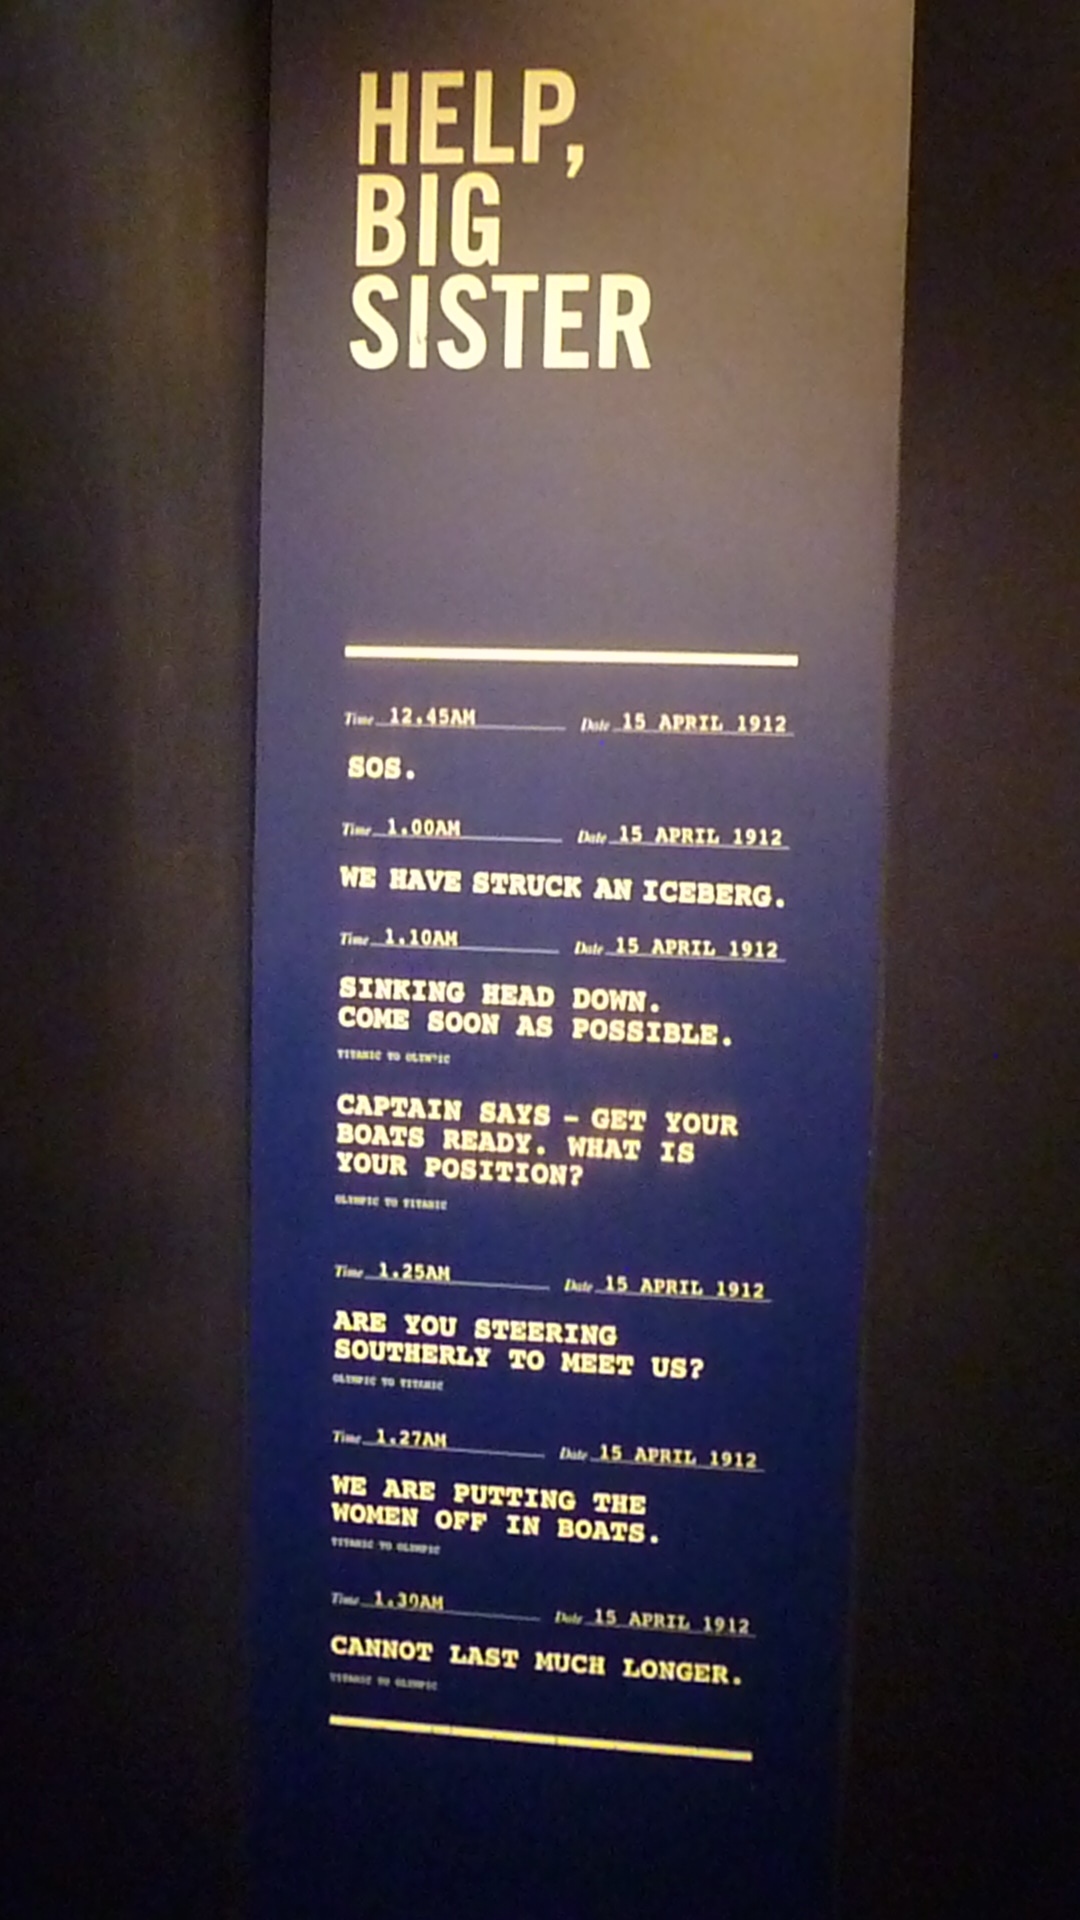 HELP,
BIG
SISTER
Time 12.45AM Date 15 APRIL 1912
SOS.
Time 1.00AM Date 15 APRIL 1912
WE HAVE STRUCK AN ICEBERG.
Time 1.10AM Date 15 APRIL 1912
SINKING HEAD DOWN.
COME SOON AS POSSIBLE.
TITANIC TO OLYMPIC
CAPTAIN SAYS – GET YOUR
BOATS READY. WHAT IS
YOUR POSITION?
OLYMPIC TO TITANIC
Time 1.25AM Date 15 APRIL 1912
ARE YOU STEERING
SOUTHERLY TO MEET US?
OLYMPIC TO TITANIC
Time 1.27AM Date 15 APRIL 1912
WE ARE PUTTING THE
WOMEN OFF IN BOATS.
TITANIC TO OLYMPIC
Time 1.30AM Date 15 APRIL 1912
CANNOT LAST MUCH LONGER.
TITANIC TO OLYMPIC